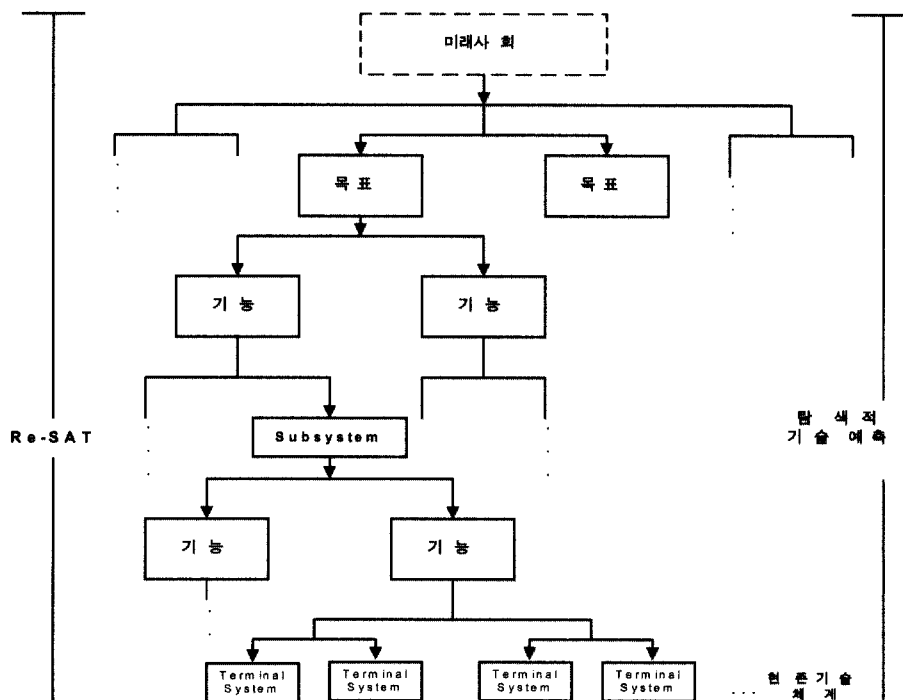 미래사 회
목 표
목 표
기 능
기 능
Re-SAT
Subsystem
탐 색 적
기 술 예 측
기 능
기 능
Terminal
System
Terminal
System
Terminal
System
Terminal
System
현 존 기 술
체 계